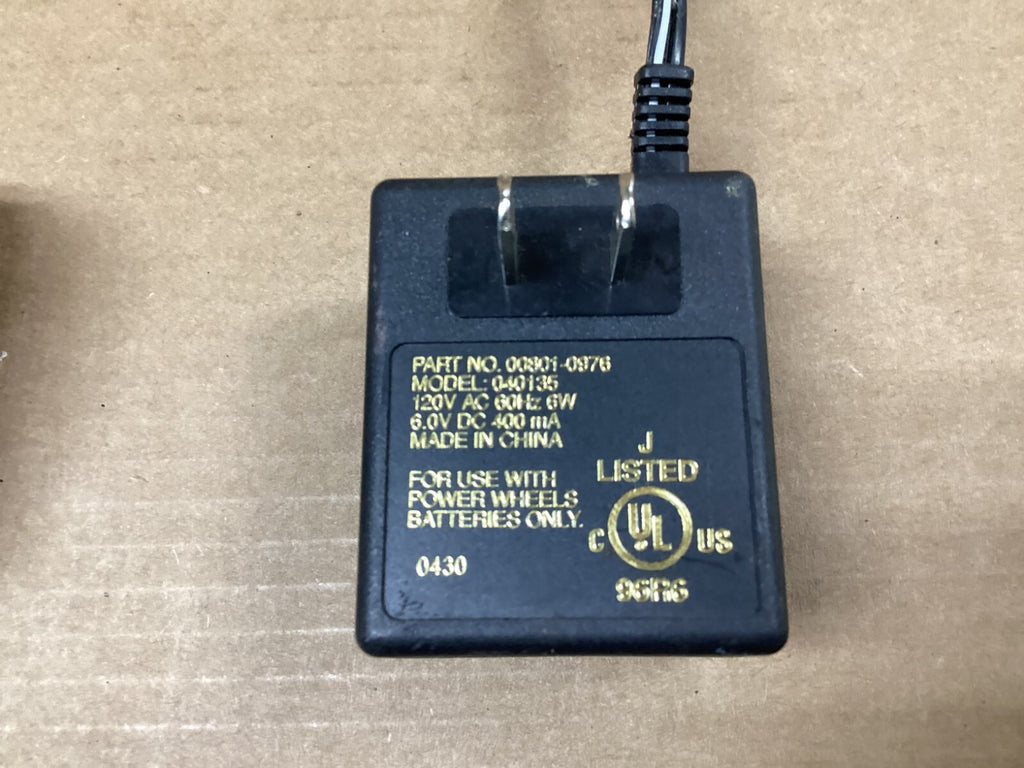 PART NO. 00801-0976
MODEL: 040135
120V AC 60Hz 6W
6.0V DC 400 mA
MADE IN CHINA
FOR USE WITH
POWER WHEELS
BATTERIES ONLY.
0430
J
LISTED
C UL US
96R6